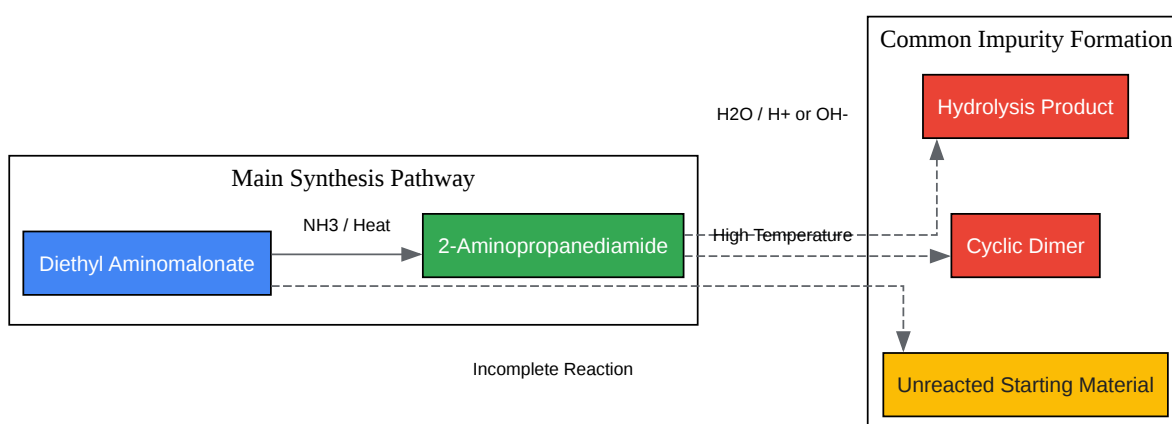 Common Impurity Formation
Hydrolysis Product
H2O / H+ or OH-
Main Synthesis Pathway
NH3 / Heat
2-Aminopropanediamide
High Temperature
Cyclic Dimer
Diethyl Aminomalonate
Incomplete Reaction
Unreacted Starting Material